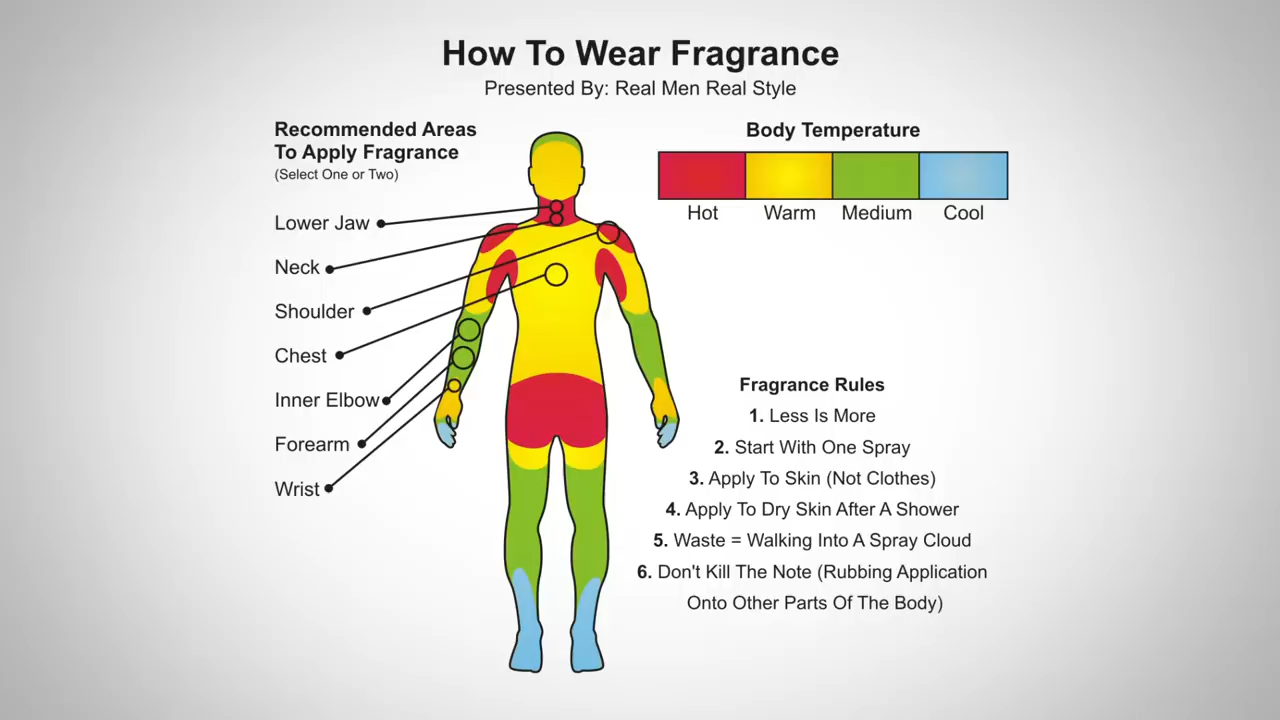 How To Wear Fragrance
Presented By: Real Men Real Style
Recommended Areas
To Apply Fragrance
(Select One or Two)
Lower Jaw
Neck
Shoulder
Chest
Inner Elbow
Forearm
Wrist
Body Temperature
Hot
Warm
Medium
Cool
Fragrance Rules
1. Less Is More
2. Start With One Spray
3. Apply To Skin (Not Clothes)
4. Apply To Dry Skin After A Shower
5. Waste = Walking Into A Spray Cloud
6. Don't Kill The Note (Rubbing Application
Onto Other Parts Of The Body)